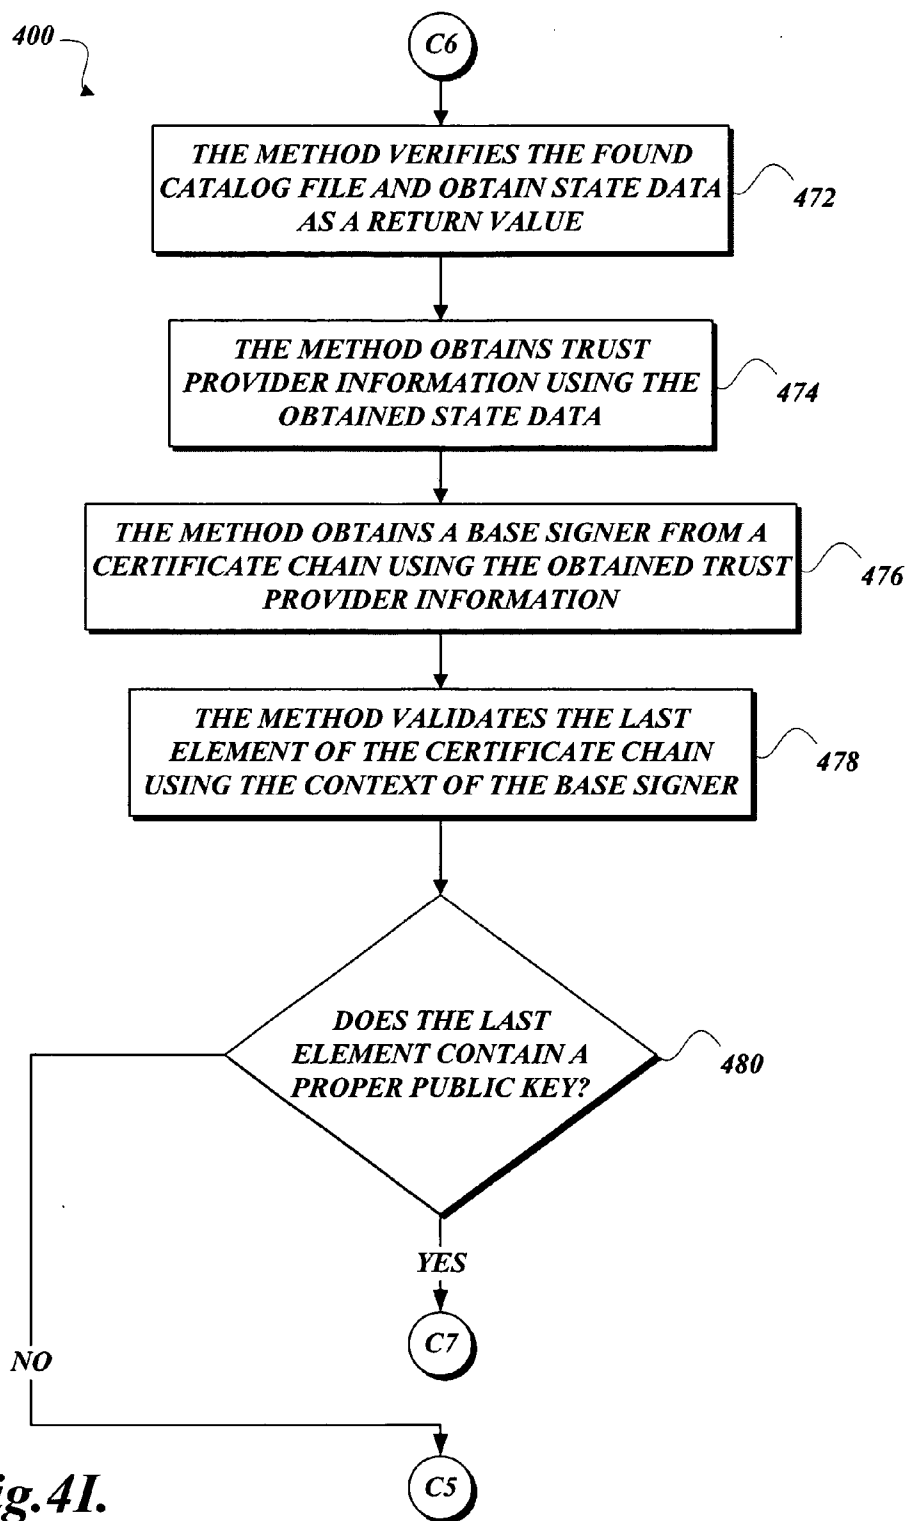 400
C6
THE METHOD VERIFIES THE FOUND
CATALOG FILE AND OBTAIN STATE DATA
AS A RETURN VALUE
472
THE METHOD OBTAINS TRUST
PROVIDER INFORMATION USING THE
OBTAINED STATE DATA
474
THE METHOD OBTAINS A BASE SIGNER FROM A
CERTIFICATE CHAIN USING THE OBTAINED TRUST
PROVIDER INFORMATION
476
THE METHOD VALIDATES THE LAST
ELEMENT OF THE CERTIFICATE CHAIN
USING THE CONTEXT OF THE BASE SIGNER
478
DOES THE LAST
ELEMENT CONTAIN A
PROPER PUBLIC KEY?
480
YES
C7
NO
C5
ig.4I.